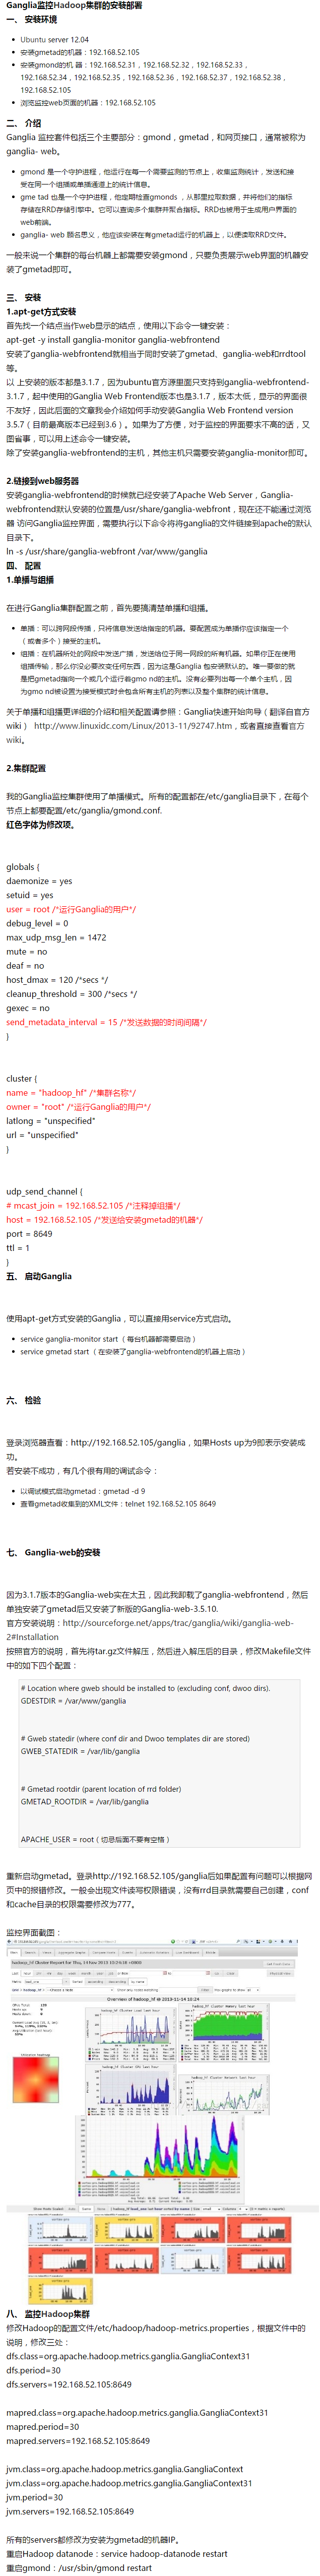 Ganglia监控Hadoop集群的安装部署
一、 安装环境
Ubuntu server 12.04
安装gmetad的机器：192.168.52.105
安装gmond的机 器：192.168.52.31，192.168.52.32，192.168.52.33，
192.168.52.34，192.168.52.35，192.168.52.36，192.168.52.37，192.168.52.38，
192.168.52.105
浏览监控web页面的机器：192.168.52.105
二、 介绍
Ganglia 监控套件包括三个主要部分：gmond，gmetad，和网页接口，通常被称为
ganglia- web。
gmond 是一个守护进程，他运行在每一个需要监测的节点上，收集监测统计，发送和接
受在同一个组播或单播通道上的统计信息。
gme tad 也是一个守护进程，他定期检查gmonds ，从那里拉取数据，并将他们的指标
存储在RRD存储引擎中。它可以查询多个集群并聚合指标。RRD也被用于生成用户界面的
web前端。
ganglia- web 顾名思义，他应该安装在有gmetad运行的机器上，以便读取RRD文件。
一般来说一个集群的每台机器上都需要安装gmond，只要负责展示web界面的机器安
装了gmetad即可。
三、 安装
1.apt-get方式安装
首先找一个结点当作web显示的结点，使用以下命令一键安装：
apt-get -y install ganglia-monitor ganglia-webfrontend
安装了ganglia-webfrontend就相当于同时安装了gmetad、ganglia-web和rrdtool
等。
以 上安装的版本都是3.1.7，因为ubuntu官方源里面只支持到ganglia-webfrontend-
3.1.7，起中使用的Ganglia Web Frontend版本也是3.1.7，版本太低，显示的界面很
不友好，因此后面的文章我会介绍如何手动安装Ganglia Web Frontend version
3.5.7（目前最高版本已经到3.6）。如果为了方便，对于监控的界面要求不高的话，又
图省事，可以用上述命令一键安装。
除了安装ganglia-webfrontend的主机，其他主机只需要安装ganglia-monitor即可。
2.链接到web服务器
安装ganglia-webfrontend的时候就已经安装了Apache Web Server，Ganglia-
webfrontend默认安装的位置是/usr/share/ganglia-webfront，现在还不能通过浏览
器 访问Ganglia监控界面，需要执行以下命令将将ganglia的文件链接到apache的默认
目录下。
ln -s /usr/share/ganglia-webfront /var/www/ganglia
四、 配置
1.单播与组播
在进行Ganglia集群配置之前，首先要搞清楚单播和组播。
单播：可以跨网段传播，只将信息发送给指定的机器。要配置成为单播你应该指定一个
（或者多个）接受的主机。
组播：在机器所处的网段中发送广播，发送给位于同一网段的所有机器。如果你正在使用
组播传输，那么你没必要改变任何东西，因为这是Ganglia 包安装默认的。唯一要做的就
是把gmetad指向一个或几个运行着gmo nd的主机。没有必要列出每一个单个主机，因
为gmo nd被设置为接受模式时会包含所有主机的列表以及整个集群的统计信息。
关于单播和组播更详细的介绍和相关配置请参照：Ganglia快速开始向导（翻译自官方
wiki） http://www.linuxidc.com/Linux/2013-11/92747.htm，或者直接查看官方
wiki。
2.集群配置
我的Ganglia监控集群使用了单播模式。所有的配置都在/etc/ganglia目录下，在每个
节点上都要配置/etc/ganglia/gmond.conf.
红色字体为修改项。
globals {
daemonize = yes
setuid = yes
user = root /*运行Ganglia的用户*/
debug_level = 0
max_udp_msg_len = 1472
mute = no
deaf = no
host_dmax = 120 /*secs */
cleanup_threshold = 300 /*secs */
gexec = no
send_metadata_interval = 15 /*发送数据的时间间隔*/
}
cluster {
name = "hadoop_hf" /*集群名称*/
owner = "root" /*运行Ganglia的用户*/
latlong = "unspecified"
url = "unspecified"
}
udp_send_channel {
# mcast_join = 192.168.52.105 /*注释掉组播*/
host = 192.168.52.105 /*发送给安装gmetad的机器*/
port = 8649
ttl = 1
}
五、 启动Ganglia
使用apt-get方式安装的Ganglia，可以直接用service方式启动。
service ganglia-monitor start（ 每台机器都需要启动）
service gmetad start（ 在安装了ganglia-webfrontend的机器上启动）
六、 检验
登录浏览器查看：http://192.168.52.105/ganglia，如果Hosts up为9即表示安装成
功。
若安装不成功，有几个很有用的调试命令：
以调试模式启动gmetad：gmetad -d 9
查看gmetad收集到的XML文件：telnet 192.168.52.105 8649
七、 Ganglia-web的安装
因为3.1.7版本的Ganglia-web实在太丑，因此我卸载了ganglia-webfrontend，然后
单独安装了gmetad后又安装了新版的Ganglia-web-3.5.10.
官方安装说明：http://sourceforge.net/apps/trac/ganglia/wiki/ganglia-web-
2#Installation
按照官方的说明，首先将tar.gz文件解压，然后进入解压后的目录，修改Makefile文件
中的如下四个配置：
# Location where gweb should be installed to (excluding conf, dwoo dirs).
GDESTDIR = /var/www/ganglia
# Gweb statedir (where conf dir and Dwoo templates dir are stored)
GWEB_STATEDIR = /var/lib/ganglia
# Gmetad rootdir (parent location of rrd folder)
GMETAD_ROOTDIR = /var/lib/ganglia
APACHE_USER = root（切忌后面不要有空格）
重新启动gmetad。登录http://192.168.52.105/ganglia后如果配置有问题可以根据网
页中的报错修改。一般会出现文件读写权限错误，没有rrd目录就需要自己创建，conf
和cache目录的权限需要修改为777。
监控界面截图：
八、 监控Hadoop集群
修改Hadoop的配置文件/etc/hadoop/hadoop-metrics.properties，根据文件中的
说明，修改三处：
dfs.class=org.apache.hadoop.metrics.ganglia.GangliaContext31
dfs.period=30
dfs.servers=192.168.52.105:8649
mapred.class=org.apache.hadoop.metrics.ganglia.GangliaContext31
mapred.period=30
mapred.servers=192.168.52.105:8649
jvm.class=org.apache.hadoop.metrics.ganglia.GangliaContext
jvm.class=org.apache.hadoop.metrics.ganglia.GangliaContext31
jvm.period=30
jvm.servers=192.168.52.105:8649
所有的servers都修改为安装为gmetad的机器IP。
重启Hadoop datanode：service hadoop-datanode restart
重启gmond：/usr/sbin/gmond restart